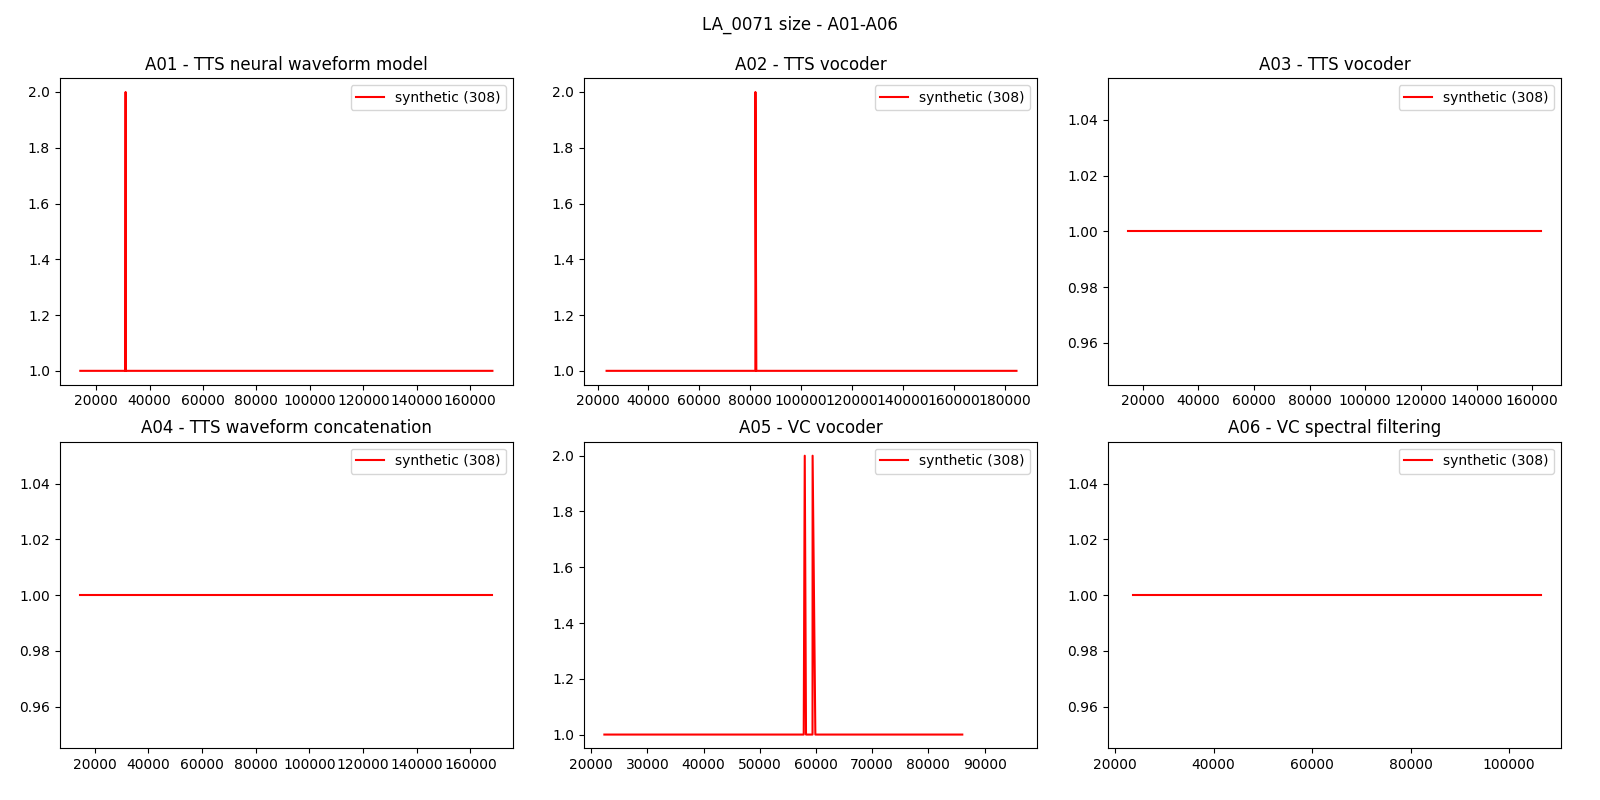 LA_0071 size - A01-A06
A01 - TTS neural waveform model
synthetic (308)
2.0
1.8
1.6
1.4
1.2
1.0
20000 40000 60000 80000 100000 120000 140000 160000
A02 - TTS vocoder
synthetic (308)
2.0
1.8
1.6
1.4
1.2
1.0
20000 40000 60000 80000 100000 120000 140000 160000 180000
A03 - TTS vocoder
synthetic (308)
1.04
1.02
1.00
0.98
0.96
20000 40000 60000 80000 100000 120000 140000 160000
A04 - TTS waveform concatenation
synthetic (308)
1.04
1.02
1.00
0.98
0.96
20000 40000 60000 80000 100000 120000 140000 160000
A05 - VC vocoder
synthetic (308)
2.0
1.8
1.6
1.4
1.2
1.0
20000 30000 40000 50000 60000 70000 80000 90000
A06 - VC spectral filtering
synthetic (308)
1.04
1.02
1.00
0.98
0.96
20000 40000 60000 80000 100000